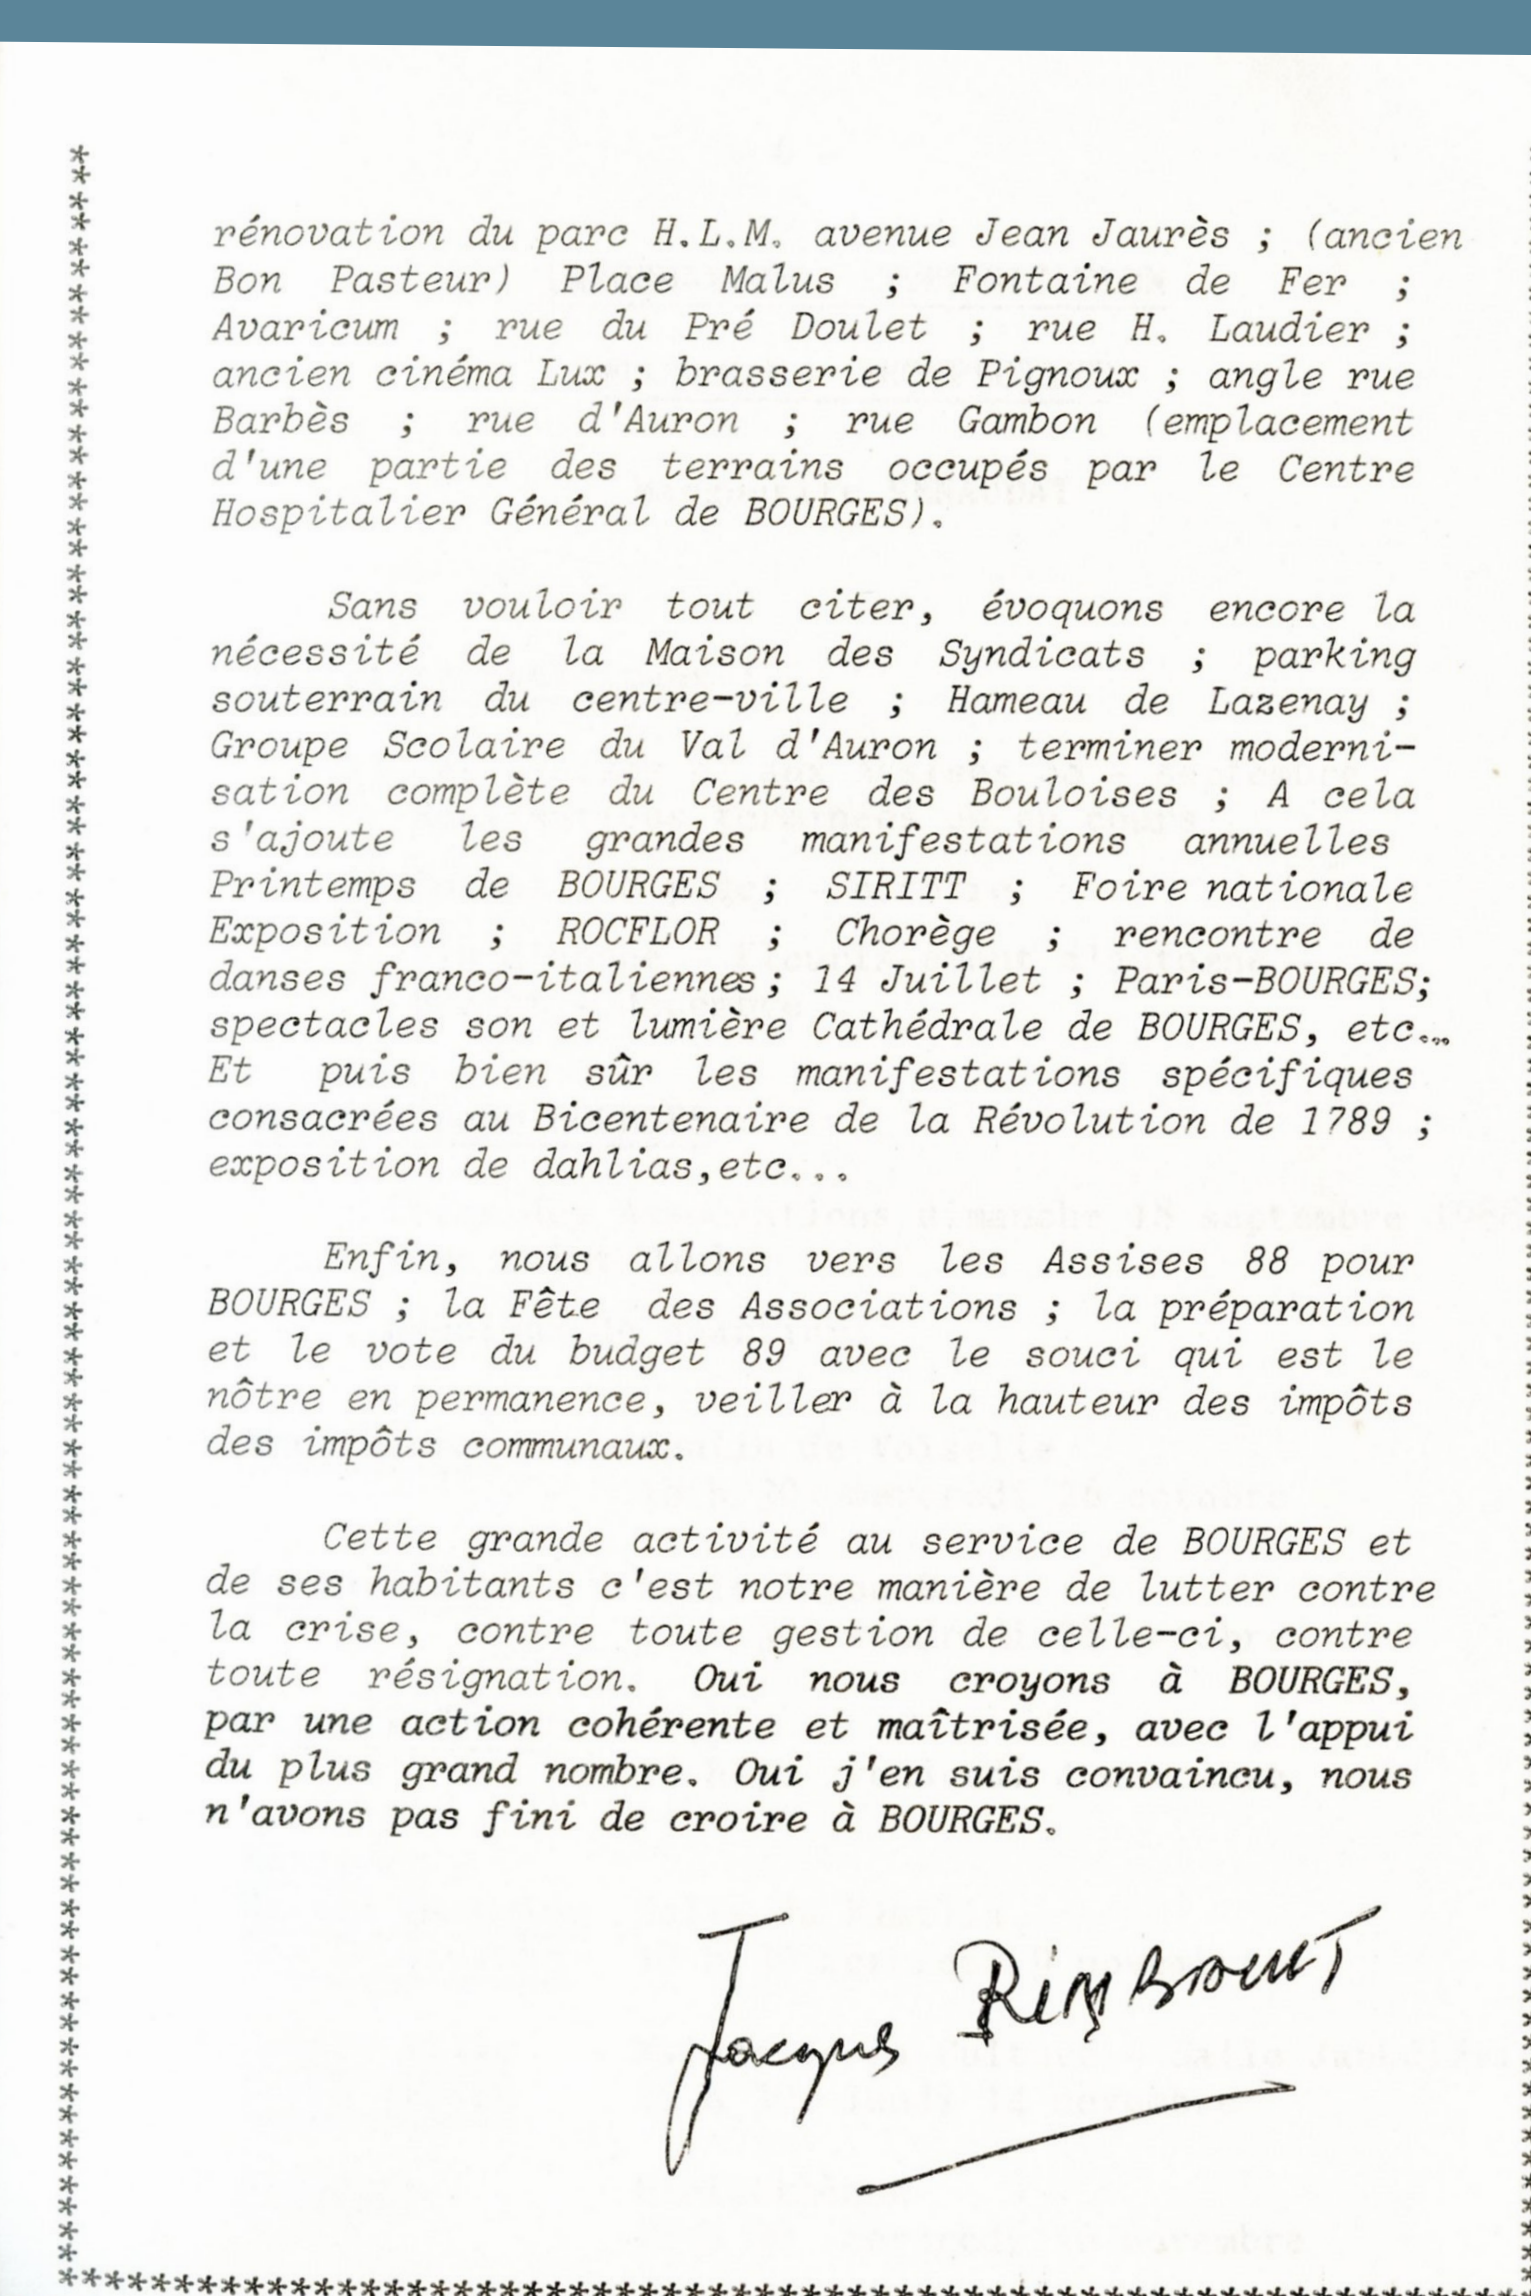 rénovation du parc H.L.M. avenue Jean Jaurès ; (ancien
Bon Pasteur) Place Malus ; Fontaine de Fer ;
Avaricum ; rue du Pré Doulet ; rue H. Laudier ;
ancien cinéma Lux ; brasserie de Pignoux ; angle rue
Barbès ; rue d'Auron ; rue Gambon (emplacement
d'une partie des terrains occupés par le Centre
Hospitalier Général de BOURGES).
Sans vouloir tout citer, évoquons encore la
nécessité de la Maison des Syndicats ; parking
souterrain du centre-ville ; Hameau de Lazenay ;
Groupe Scolaire du Val d'Auron ; terminer moderni-
sation complète du Centre des Bouloises ; A cela
s'ajoute les grandes manifestations annuelles
Printemps de BOURGES ; SIRITT ; Foire nationale
Exposition ; ROCFLOR ; Chorège ; rencontre de
danses franco-italiennes ; 14 Juillet ; Paris-BOURGES;
spectacles son et lumière Cathédrale de BOURGES, etc...
Et puis bien sûr les manifestations spécifiques
consacrées au Bicentenaire de la Révolution de 1789 ;
exposition de dahlias,etc...
Enfin, nous allons vers les Assises 88 pour
BOURGES ; la Fête des Associations ; la préparation
et le vote du budget 89 avec le souci qui est le
nôtre en permanence, veiller à la hauteur des impôts
des impôts communaux.
Cette grande activité au service de BOURGES et
de ses habitants c'est notre manière de lutter contre
la crise, contre toute gestion de celle-ci, contre
toute résignation. Oui nous croyons à BOURGES,
par une action cohérente et maîtrisée, avec l'appui
du plus grand nombre. Oui j'en suis convaincu, nous
n'avons pas fini de croire à BOURGES.
Jacques RIMBAULT